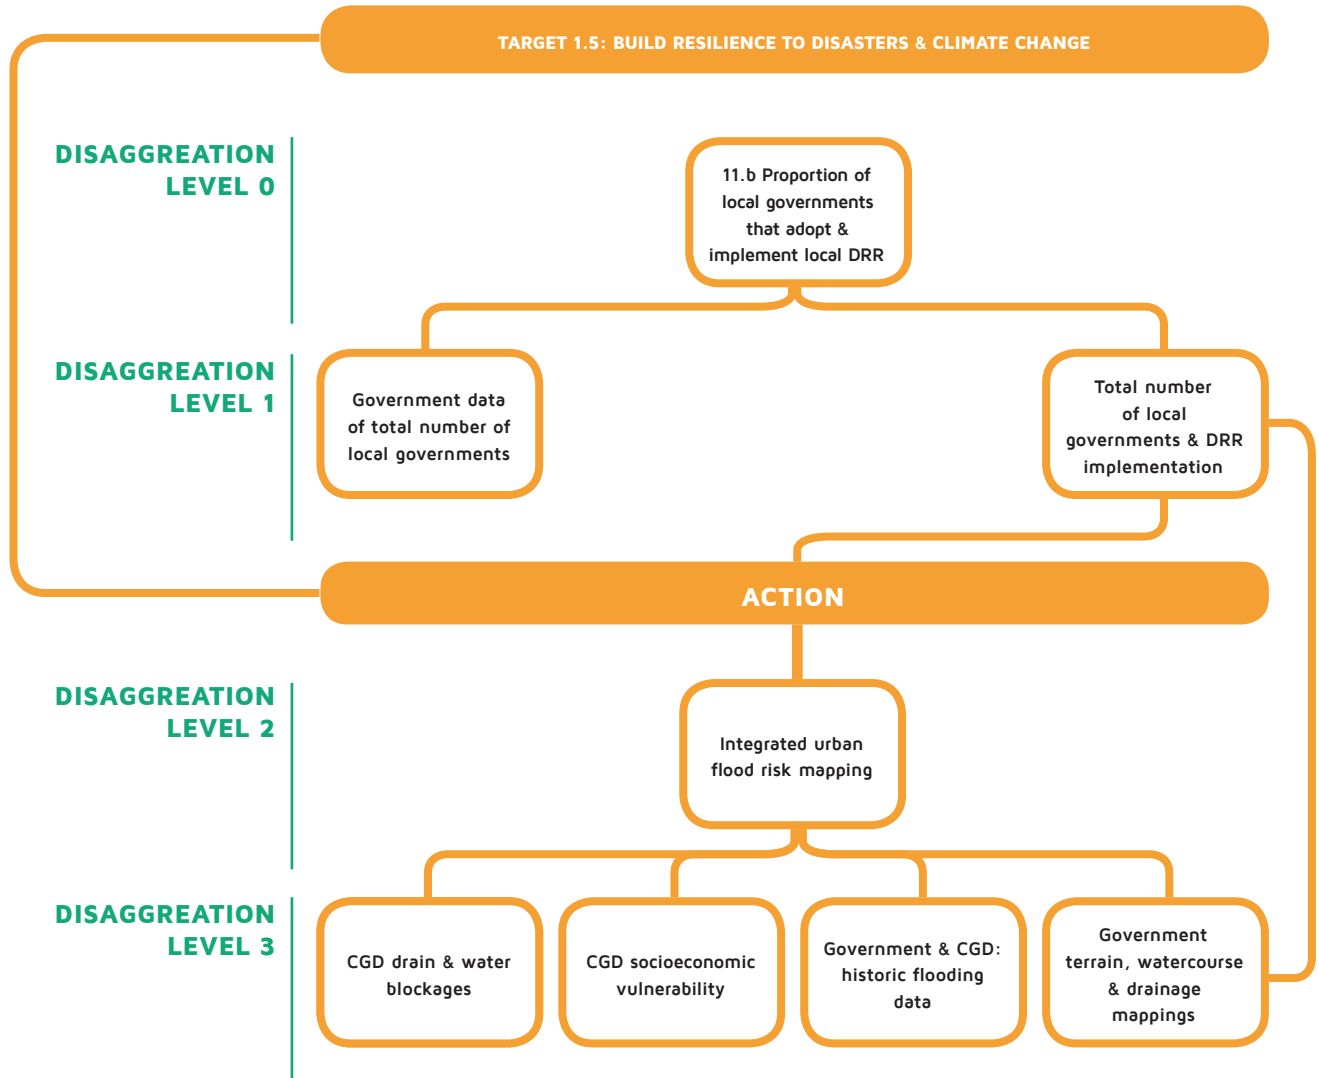 TARGET 1.5: BUILD RESILIENCE TO DISASTERS & CLIMATE CHANGE
DISAGGREATION
LEVEL 0
11.b Proportion of
local governments
that adopt &
implement local DRR
DISAGGREATION
LEVEL 1
Government data
of total number of
local governments
Total number
of local
governments & DRR
implementation
ACTION
DISAGGREATION
LEVEL 2
Integrated urban
flood risk mapping
DISAGGREATION
LEVEL 3
CGD drain & water
blockages
CGD socioeconomic
vulnerability
Government & CGD:
historic flooding
data
Government
terrain, watercourse
& drainage
mappings